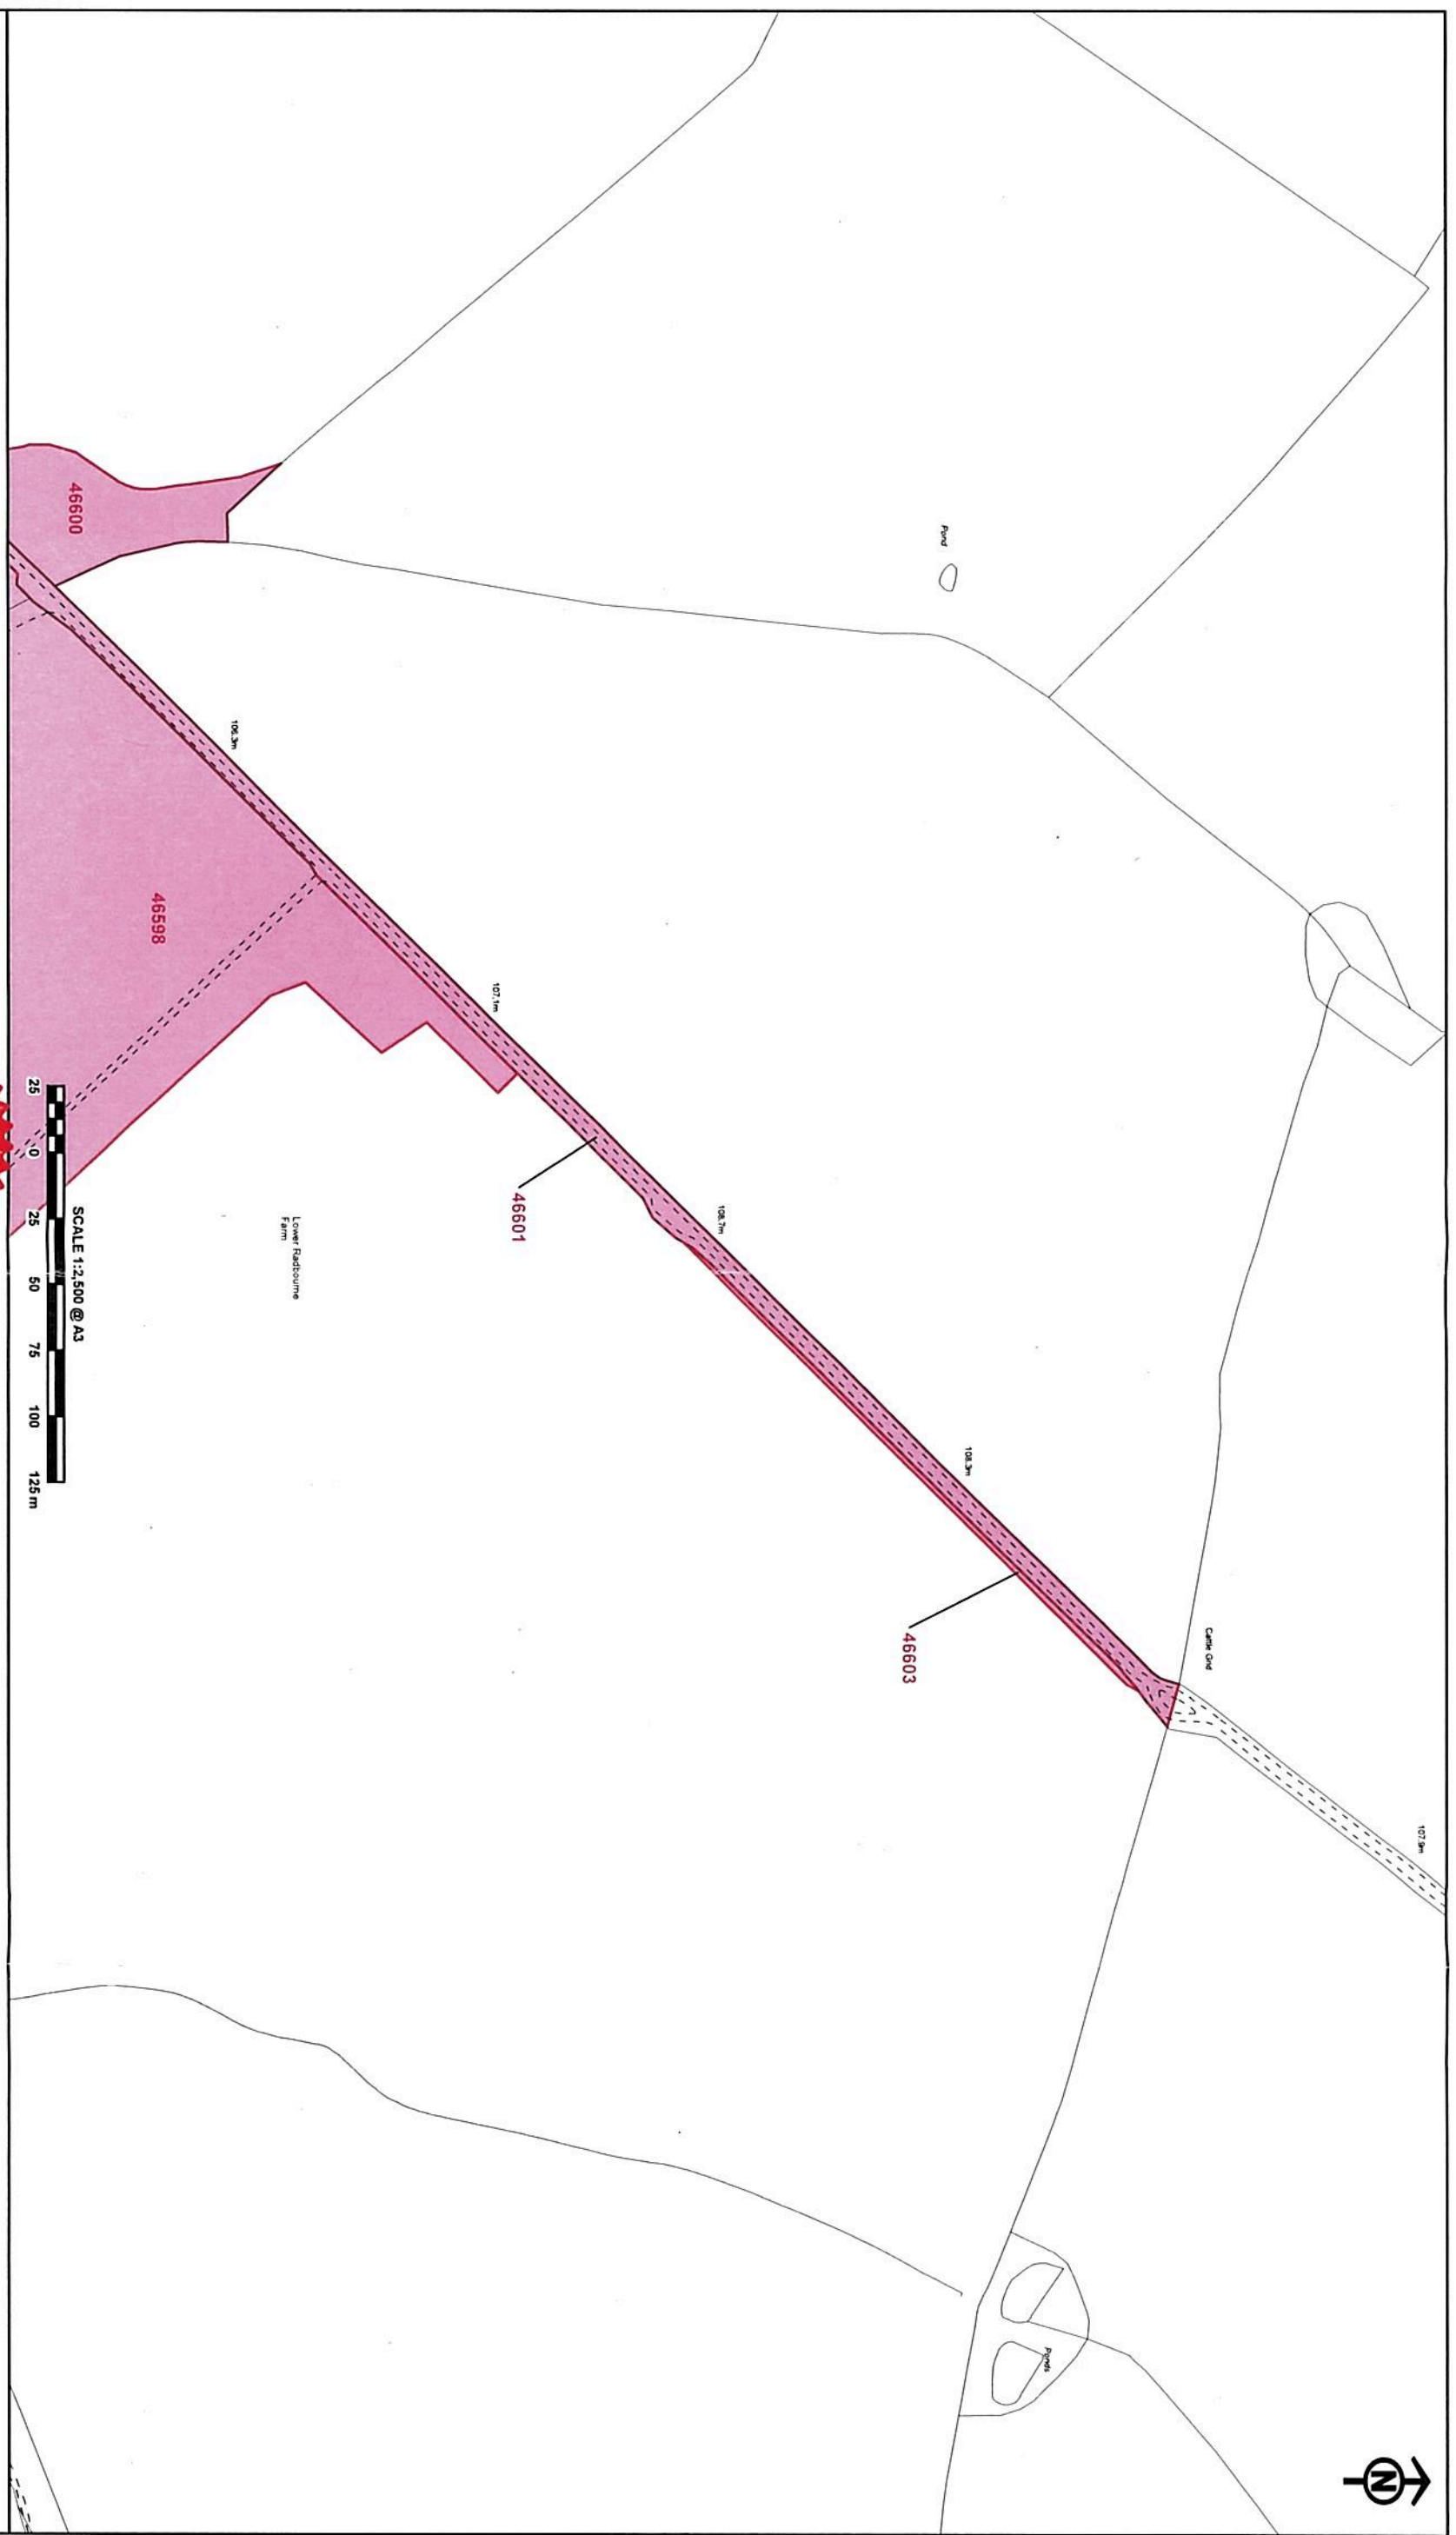 107.9m
Cattle Grid
Pond
Ponds
108.3m
46603
108.7m
107.1m
46601
106.3m
Lower Radbourne
Farm
46598
46600
SCALE 1:2,500 @ A3
25 0 25 50 75 100 125 m
N